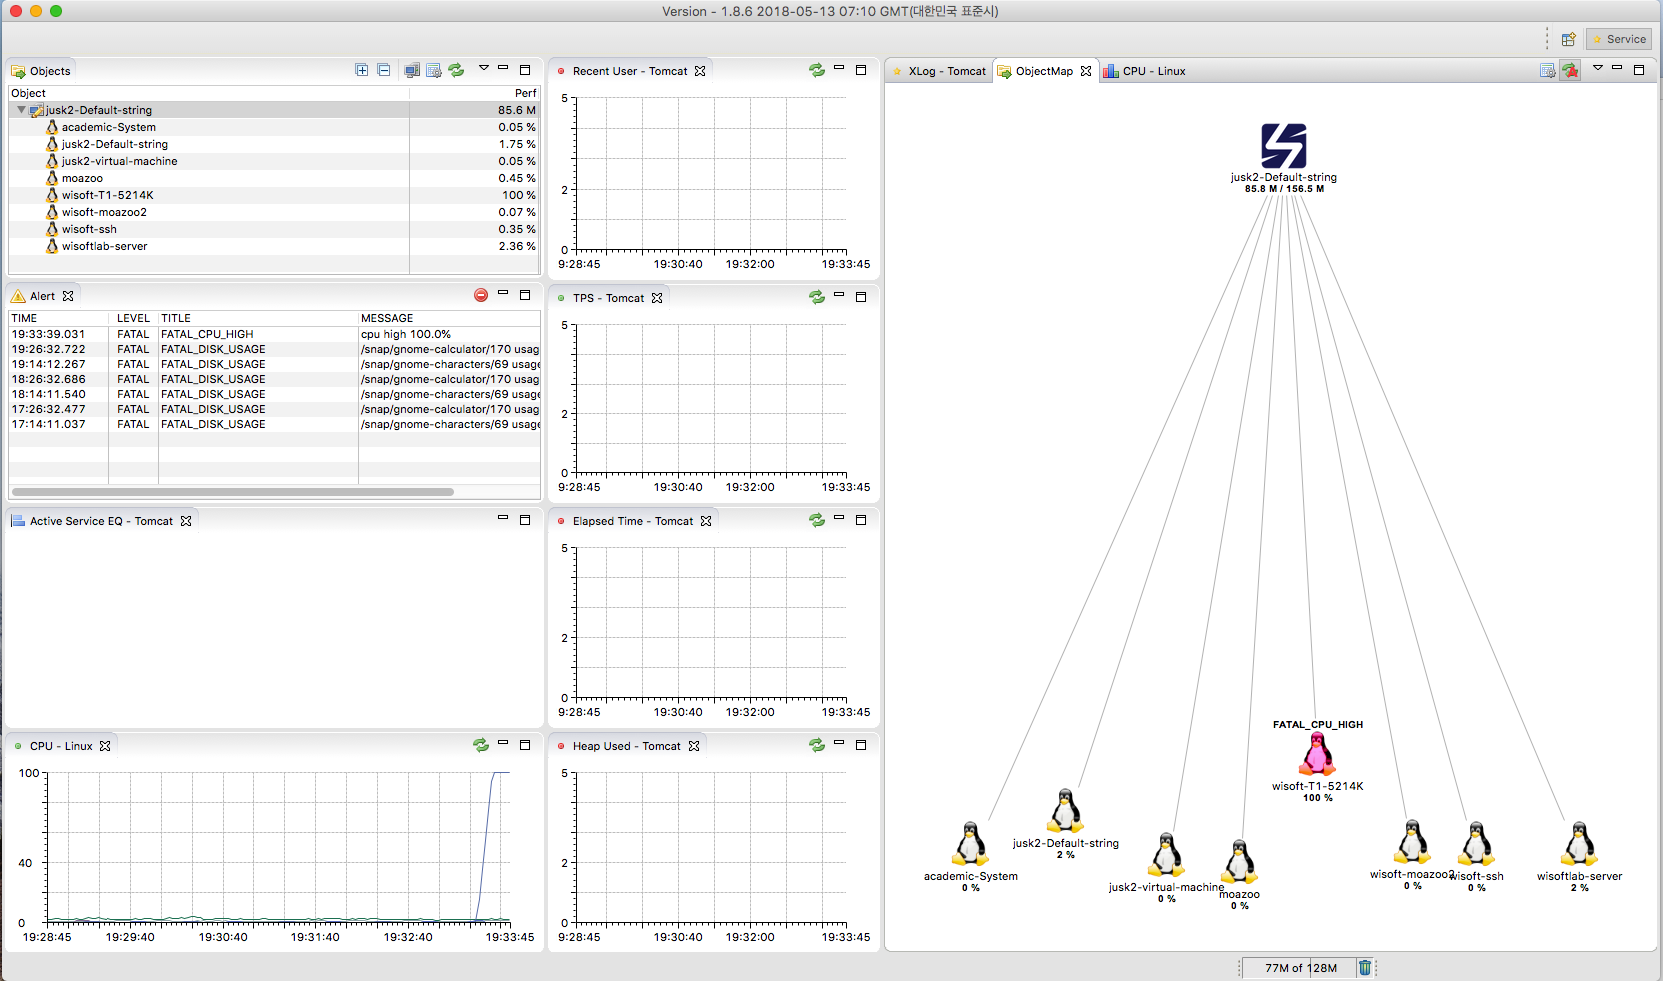 Version - 1.8.6 2018-05-13 07:10 GMT(대한민국 표준시)
Service
Objects
Object Perf
jusk2-Default-string 85.6 M
academic-System 0.05 %
jusk2-Default-string 1.75 %
jusk2-virtual-machine 0.05 %
moazoo 0.45 %
wisoft-T1-5214K 100 %
wisoft-moazoo2 0.07 %
wisoft-ssh 0.35 %
wisoftlab-server 2.36 %
Alert
TIME LEVEL TITLE MESSAGE
19:33:39.031 FATAL FATAL_CPU_HIGH cpu high 100.0%
19:26:32.722 FATAL FATAL_DISK_USAGE /snap/gnome-calculator/170 usag
19:14:12.267 FATAL FATAL_DISK_USAGE /snap/gnome-characters/69 usage
18:26:32.686 FATAL FATAL_DISK_USAGE /snap/gnome-calculator/170 usag
18:14:11.540 FATAL FATAL_DISK_USAGE /snap/gnome-characters/69 usage
17:26:32.477 FATAL FATAL_DISK_USAGE /snap/gnome-calculator/170 usag
17:14:11.037 FATAL FATAL_DISK_USAGE /snap/gnome-characters/69 usage
Active Service EQ - Tomcat
CPU - Linux
100
40
0
19:28:45 19:29:40 19:30:40 19:31:40 19:32:40 19:33:45
Recent User - Tomcat
5
2
0
9:28:45 19:30:40 19:32:00 19:33:45
TPS - Tomcat
5
2
0
9:28:45 19:30:40 19:32:00 19:33:45
Elapsed Time - Tomcat
5
2
0
9:28:45 19:30:40 19:32:00 19:33:45
Heap Used - Tomcat
5
2
0
9:28:45 19:30:40 19:32:00 19:33:45
XLog - Tomcat ObjectMap CPU - Linux
jusk2-Default-string
85.8 M / 156.5 M
FATAL_CPU_HIGH
wisoft-T1-5214K
100 %
academic-System
0 %
jusk2-Default-string
2 %
jusk2-virtual-machine
0 %
moazoo
0 %
wisoft-moazoo2
0 %
wisoft-ssh
0 %
wisoftlab-server
2 %
77M of 128M